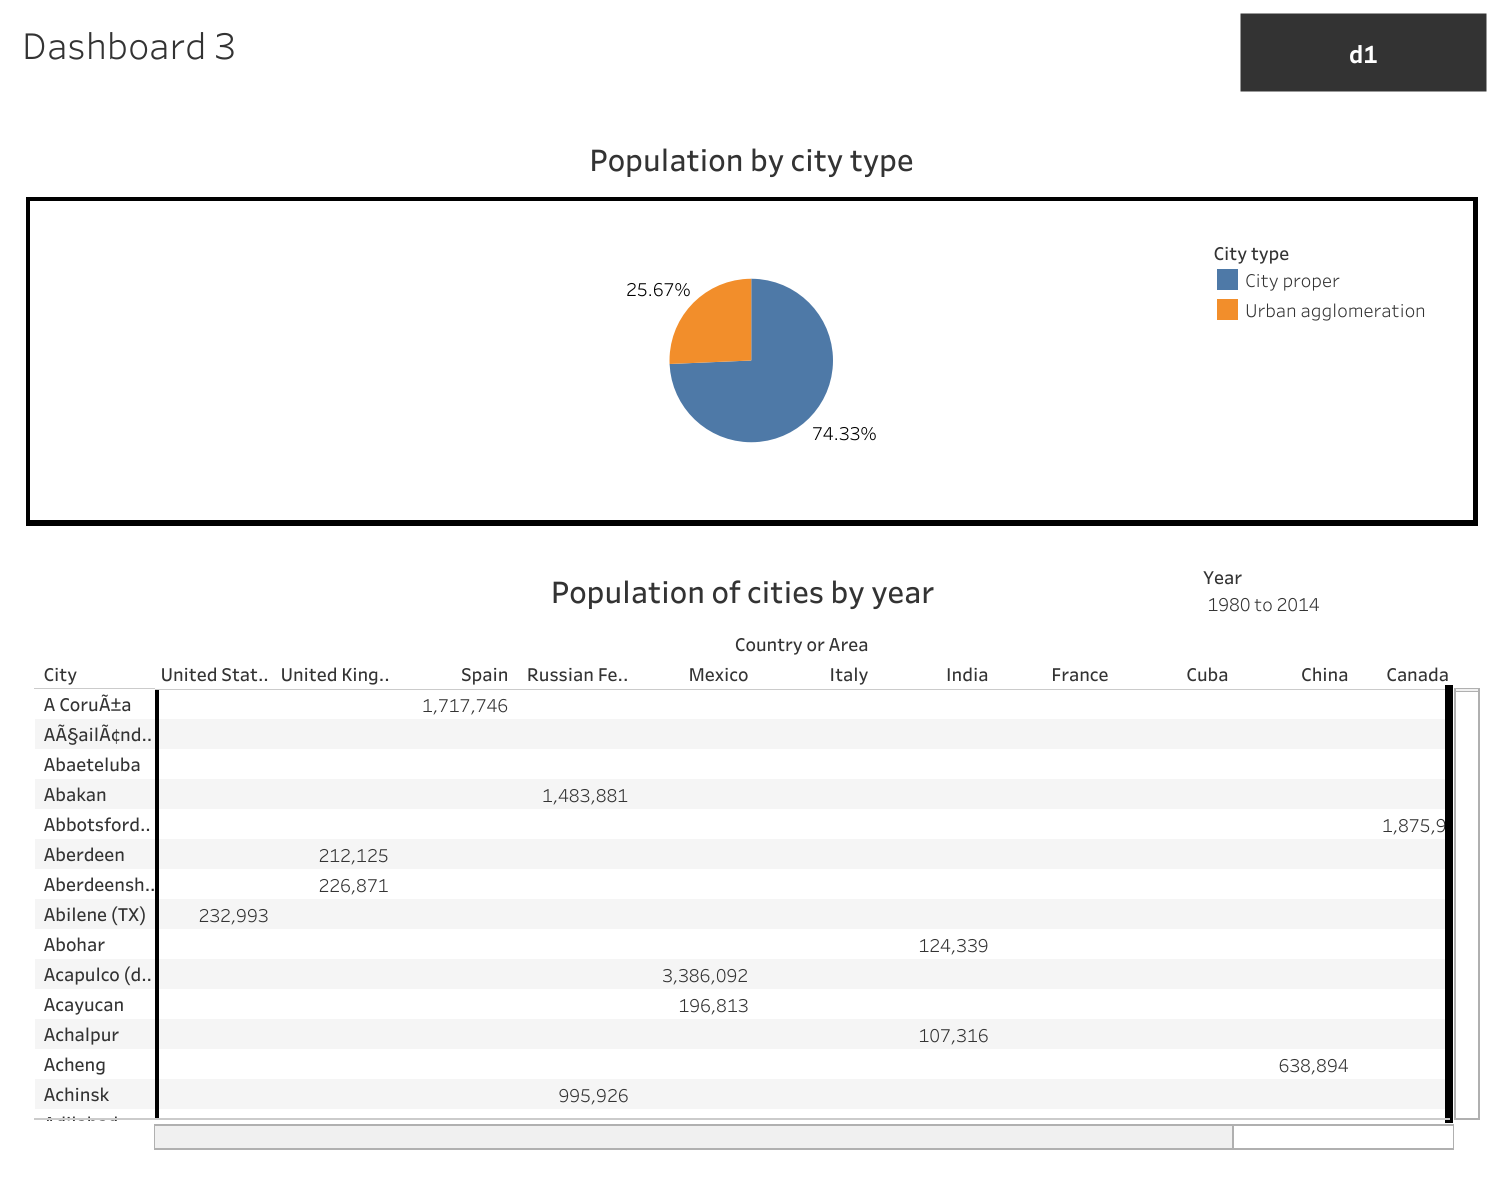 Dashboard 3
d1
Population by city type
City type
City proper
Urban agglomeration
25.67%
74.33%
Population of cities by year
Year
1980 to 2014
Country or Area
City United Stat.. United King.. Spain Russian Fe.. Mexico Italy India France Cuba China Canada
A CoruÃ±a 1,717,746
AÃ§ailÃ¢nd..
Abaeteluba
Abakan 1,483,881
Abbotsford.. 1,875,9
Aberdeen 212,125
Aberdeensh.. 226,871
Abilene (TX) 232,993
Abohar 124,339
Acapulco (d.. 3,386,092
Acayucan 196,813
Achalpur 107,316
Acheng 638,894
Achinsk 995,926